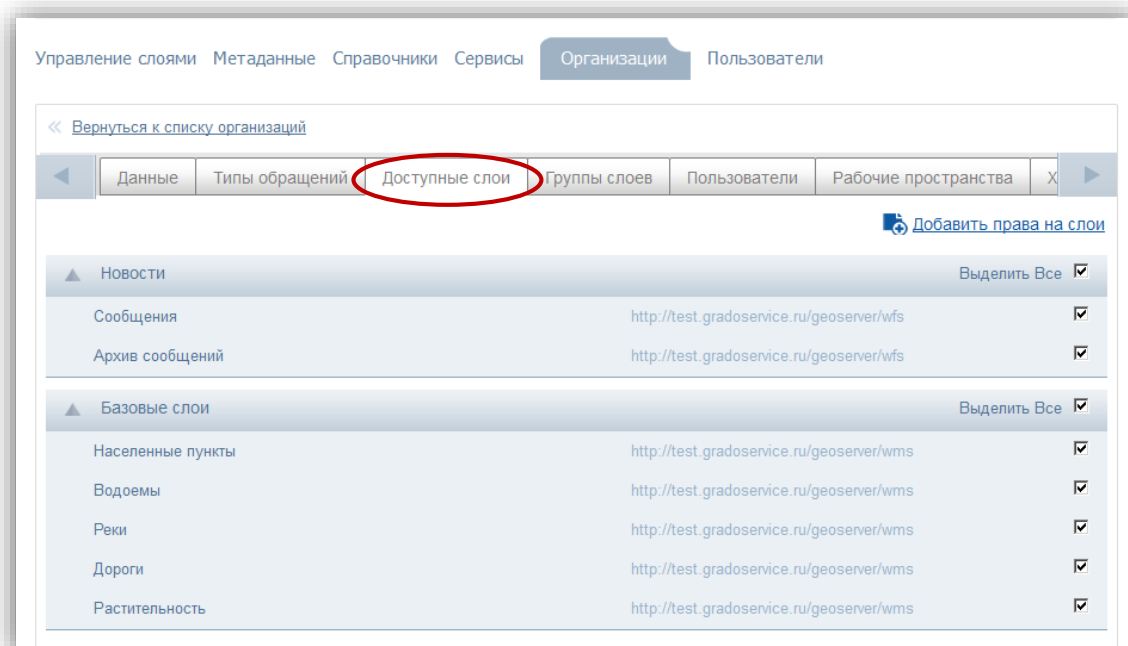 Управление слоями Метаданные Справочники Сервисы Организации Пользователи
« Вернуться к списку организаций
Данные Типы обращений Доступные слои Группы слоев Пользователи Рабочие пространства Х
Добавить права на слои
Новости Выделить Все
Сообщения http://test.gradoservice.ru/geoserver/wfs
Архив сообщений http://test.gradoservice.ru/geoserver/wfs
Базовые слои Выделить Все
Населенные пункты http://test.gradoservice.ru/geoserver/wms
Водоемы http://test.gradoservice.ru/geoserver/wms
Реки http://test.gradoservice.ru/geoserver/wms
Дороги http://test.gradoservice.ru/geoserver/wms
Растительность http://test.gradoservice.ru/geoserver/wms